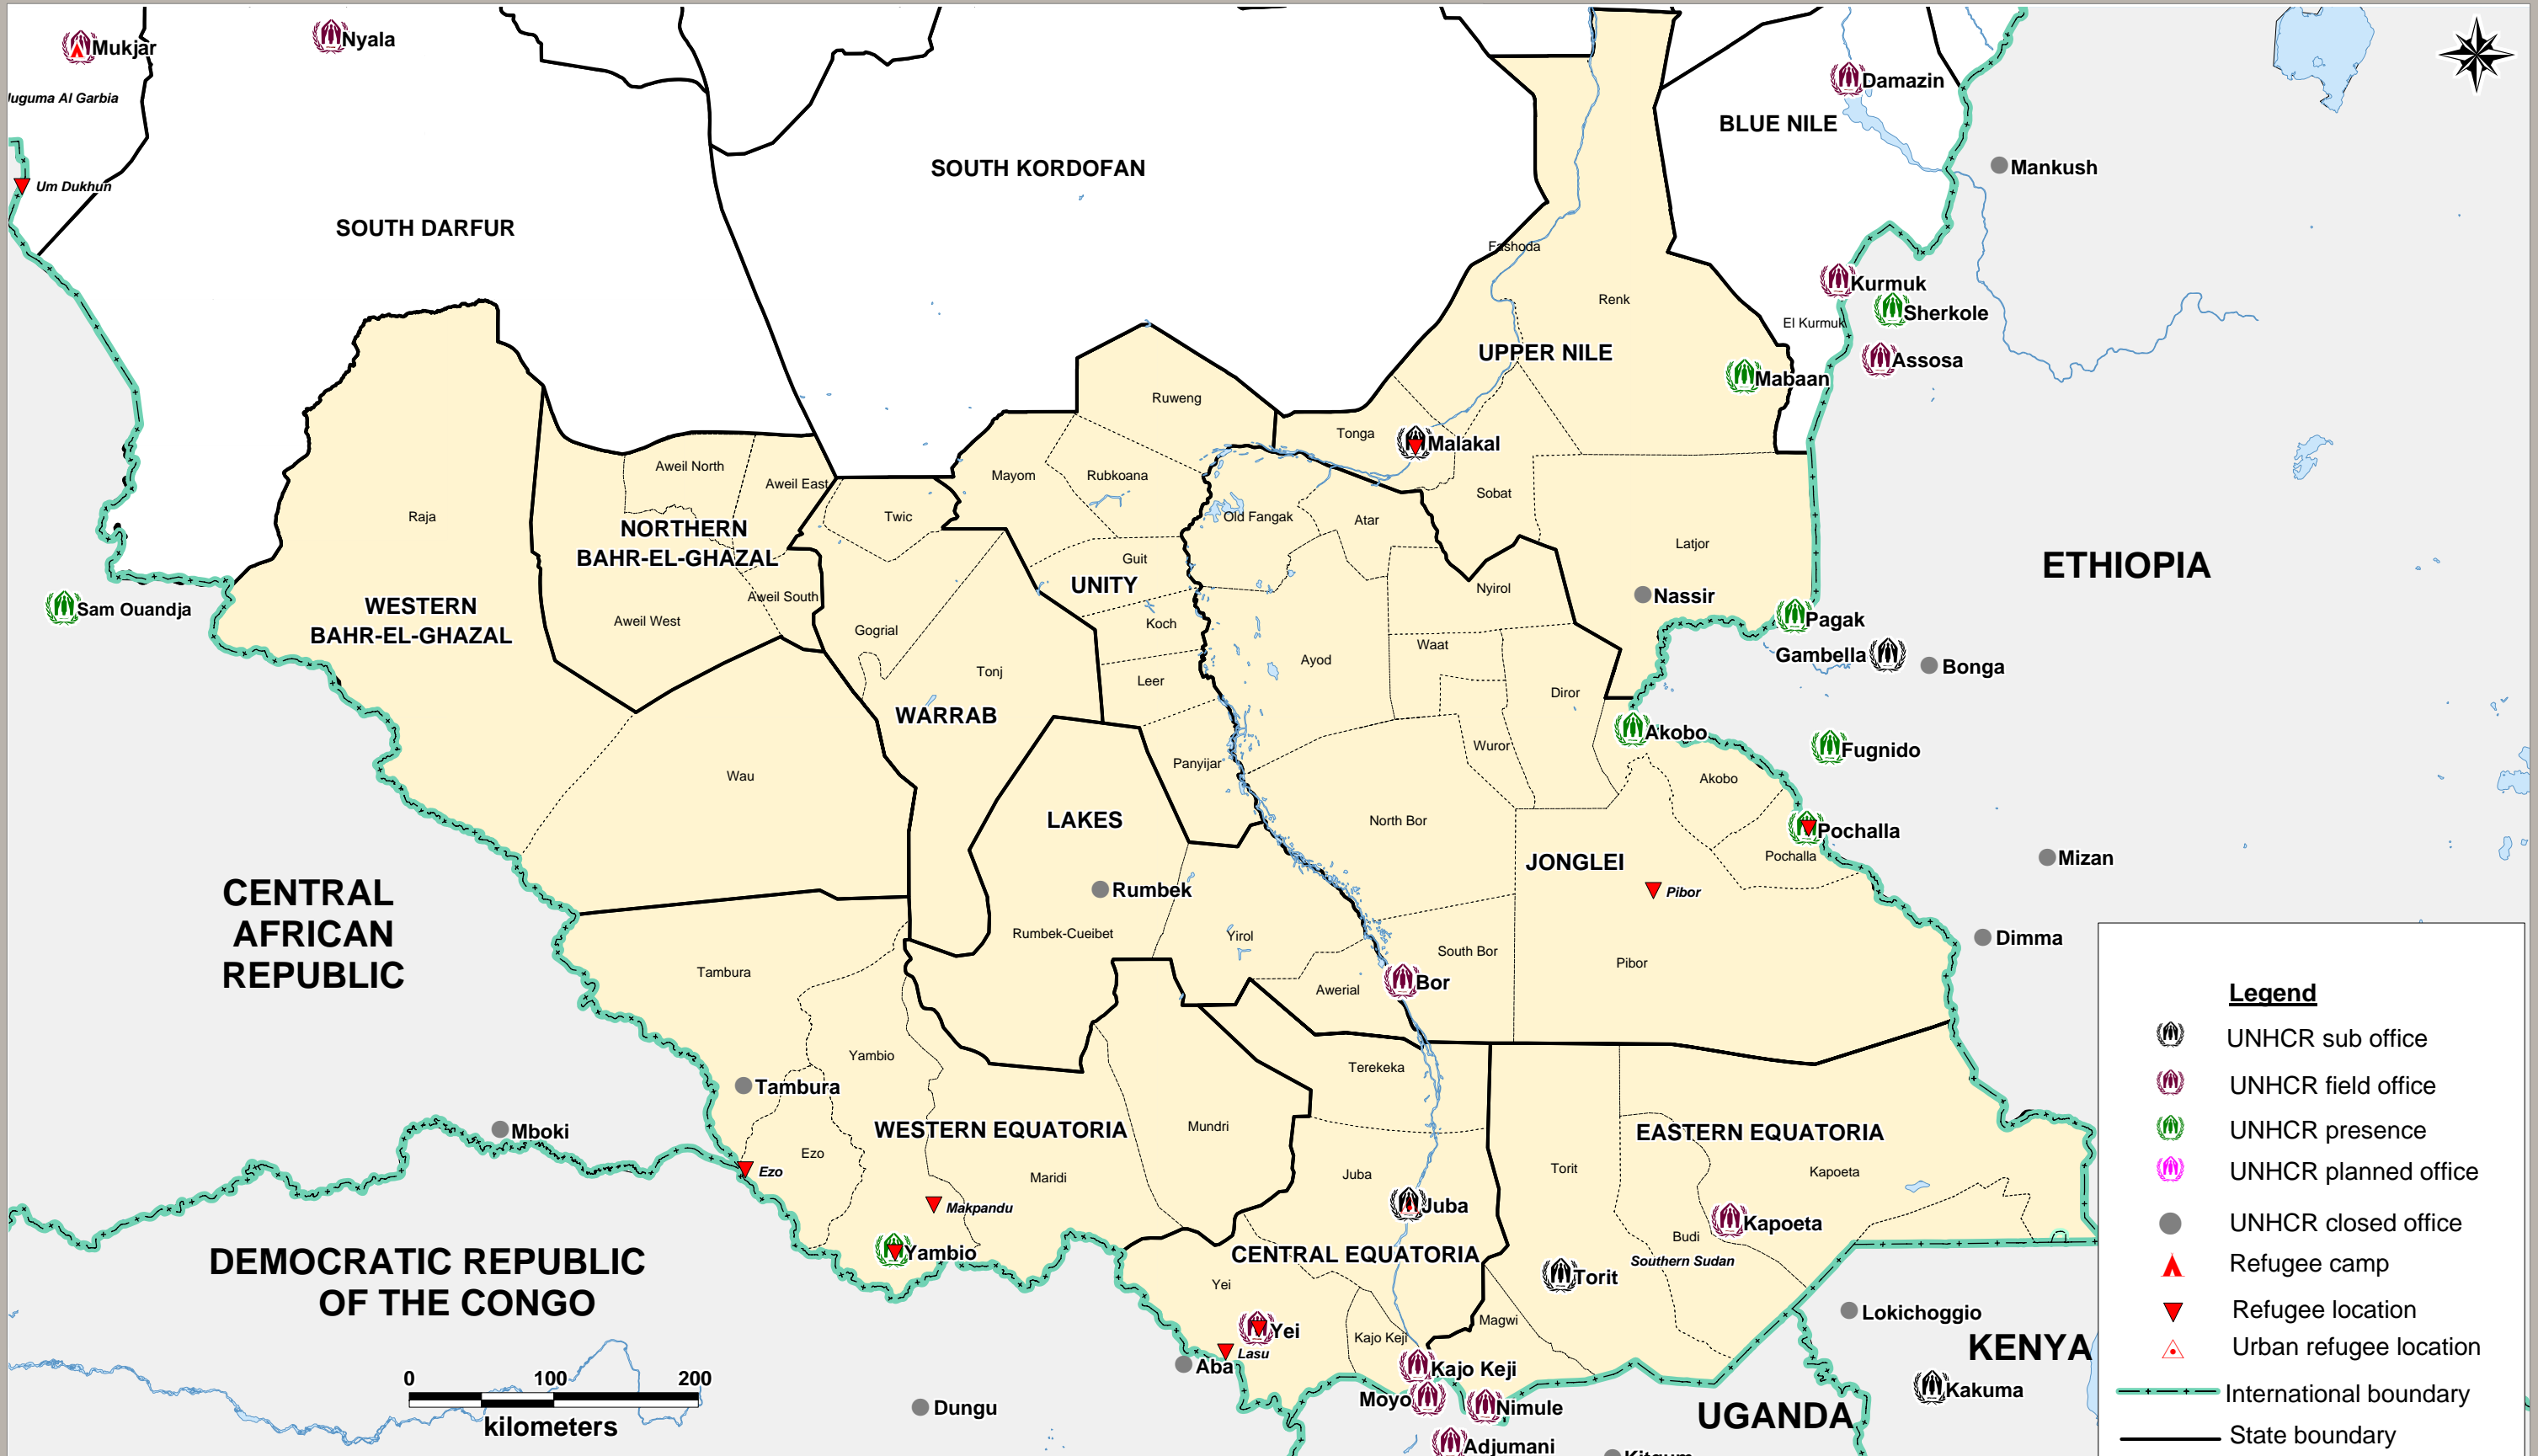 Mukjar
Nyala
Damazin
Juguma Al Garbia
BLUE NILE
Mankush
SOUTH KORDOFAN
Um Dukhun
SOUTH DARFUR
Fashoda
Kurmuk
Renk
Sherkole
El Kurmuk
UPPER NILE
Assosa
Mabaan
Ruweng
Tonga
Malakal
Aweil North
Mayom
Rubkoana
Aweil East
Sobat
Raja
Twic
Old Fangak
Atar
NORTHERN
BAHR-EL-GHAZAL
Latjor
Guit
ETHIOPIA
UNITY
Nyirol
Nassir
Aweil South
Sam Ouandja
WESTERN
BAHR-EL-GHAZAL
Aweil West
Koch
Pagak
Gogrial
Waat
Gambella
Ayod
Bonga
Tonj
Leer
Diror
WARRAB
Akobo
Wuror
Fugnido
Panyijar
Wau
Akobo
LAKES
North Bor
Pochalla
JONGLEI
Pochalla
Mizan
Rumbek
Pibor
CENTRAL
AFRICAN
REPUBLIC
Rumbek-Cueibet
Yirol
Dimma
South Bor
Pibor
Tambura
Bor
Awerial
Legend
UNHCR sub office
UNHCR field office
UNHCR presence
UNHCR planned office
UNHCR closed office
Refugee camp
Refugee location
Urban refugee location
International boundary
State boundary
Yambio
Terekeka
Tambura
Mboki
WESTERN EQUATORIA
Mundri
EASTERN EQUATORIA
Ezo
Ezo
Torit
Kapoeta
Juba
Maridi
Makpandu
Juba
Kapoeta
Budi
Yambio
CENTRAL EQUATORIA
Southern Sudan
DEMOCRATIC REPUBLIC
OF THE CONGO
Torit
Yei
Lokichoggio
Magwi
Yei
Kajo Keji
KENYA
Lasu
Aba
Kajo Keji
0 100 200
kilometers
Kakuma
Moyo
Nimule
Dungu
UGANDA
Adjumani
Kitgum